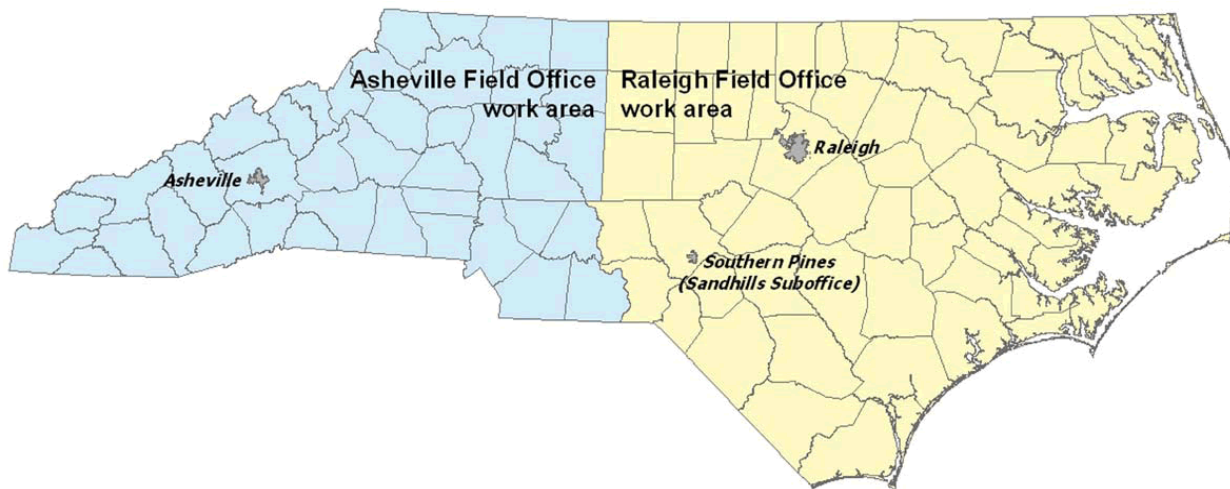 Asheville Field Office
work area
Raleigh Field Office
work area
Raleigh
Asheville
Southern Pines
(Sandhills Suboffice)